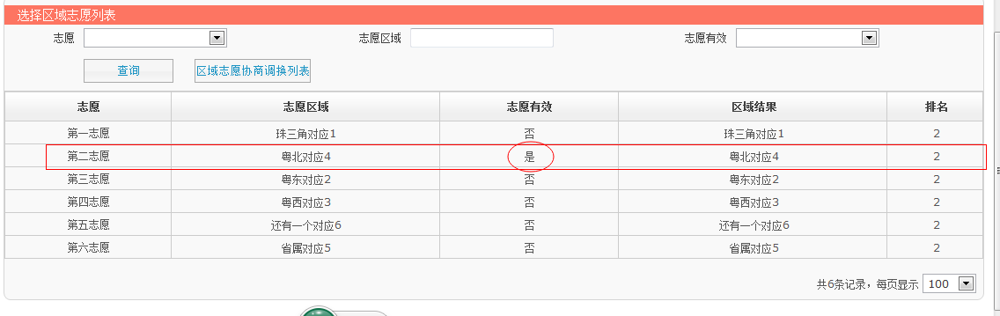 选择区域志愿列表
志愿 志愿区域 志愿有效
查询 区域志愿协商调换列表
志愿 志愿区域 志愿有效 区域结果 排名
第一志愿 珠三角对应1 否 珠三角对应1 2
第二志愿 粤北对应4 是 粤北对应4 2
第三志愿 粤东对应2 否 粤东对应2 2
第四志愿 粤西对应3 否 粤西对应3 2
第五志愿 还有一个对应6 否 还有一个对应6 2
第六志愿 省属对应5 否 省属对应5 2
共6条记录，每页显示 100